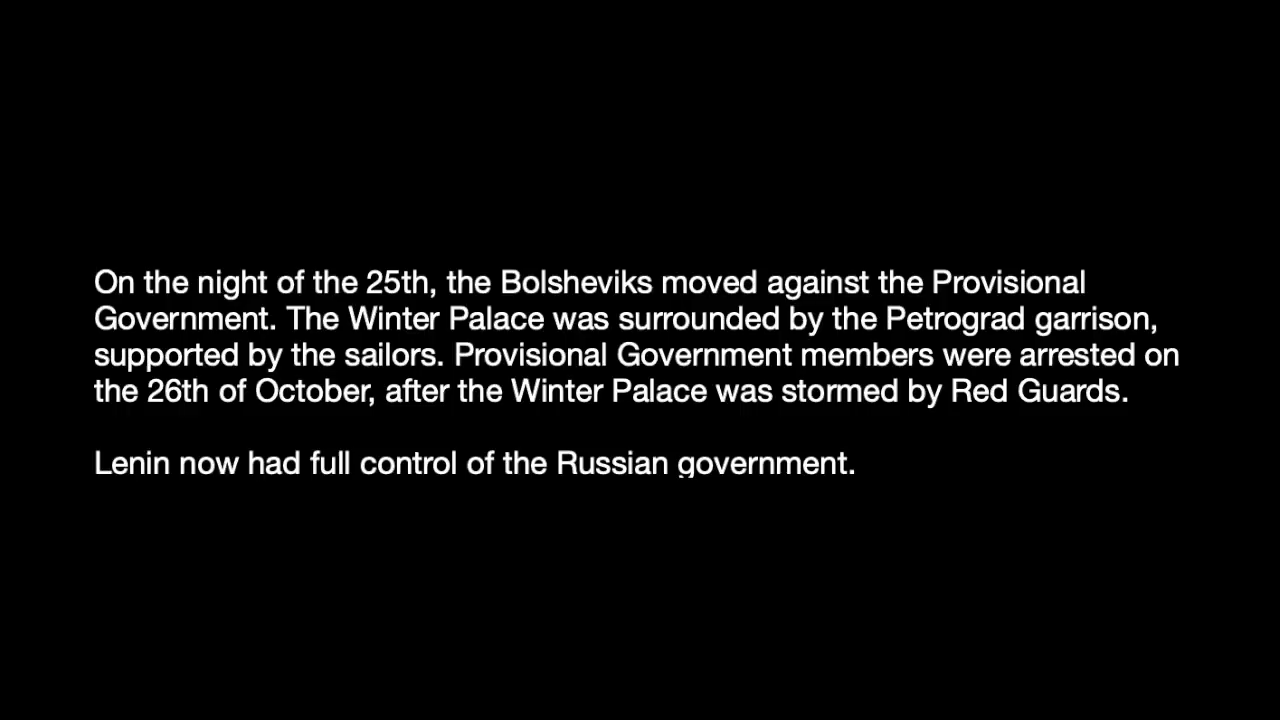 On the night of the 25th, the Bolsheviks moved against the Provisional
Government. The Winter Palace was surrounded by the Petrograd garrison,
supported by the sailors. Provisional Government members were arrested on
the 26th of October, after the Winter Palace was stormed by Red Guards.
Lenin now had full control of the Russian government.